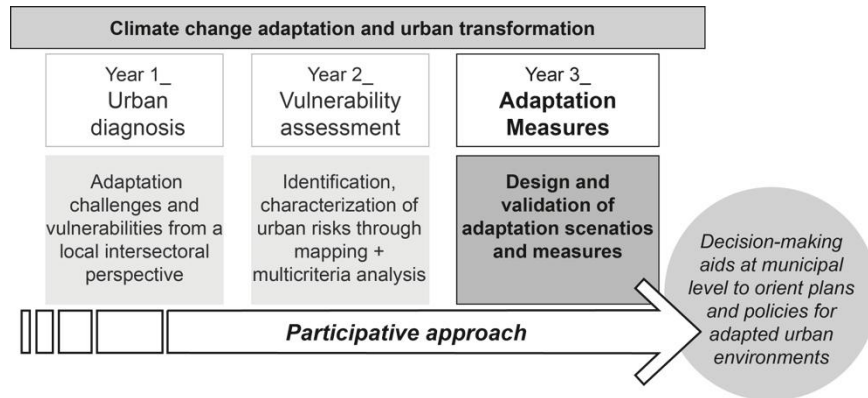 Climate change adaptation and urban transformation
Year 1_
Urban
diagnosis
Year 2_
Vulnerability
assessment
Year 3_
Adaptation
Measures
Adaptation
challenges and
vulnerabilities from a
local intersectoral
perspective
Identification,
characterization of
urban risks through
mapping +
multicriteria analysis
Design and
validation of
adaptation scenatios
and measures
Decision-making
aids at municipal
level to orient plans
and policies for
adapted urban
environments
Participative approach